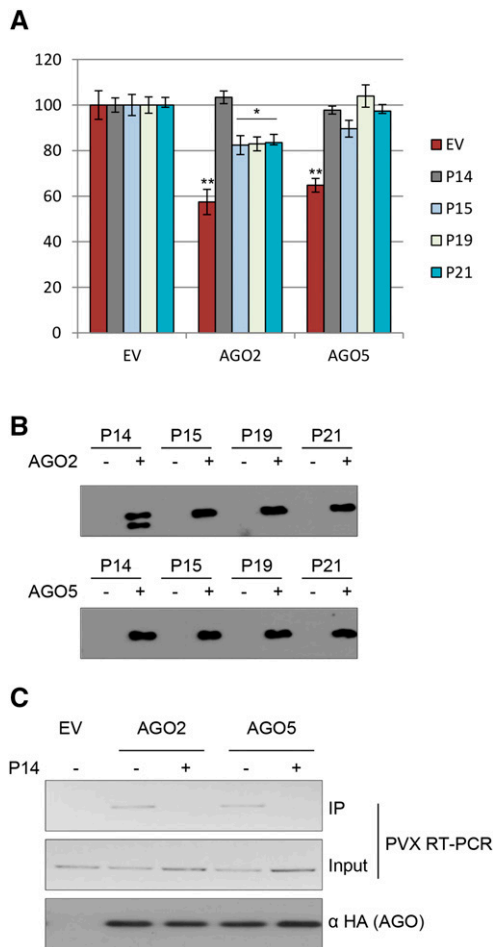 A
120
100
80
60
40
20
0
**
*
**
EV
AGO2
AGO5
EV
P14
P15
P19
P21
B
P14 P15 P19 P21
AGO2 - + - + - + - +
P14 P15 P19 P21
AGO5 - + - + - + - +
C
EV AGO2 AGO5
P14 - - + - +
IP
PVX RT-PCR
Input
α HA (AGO)